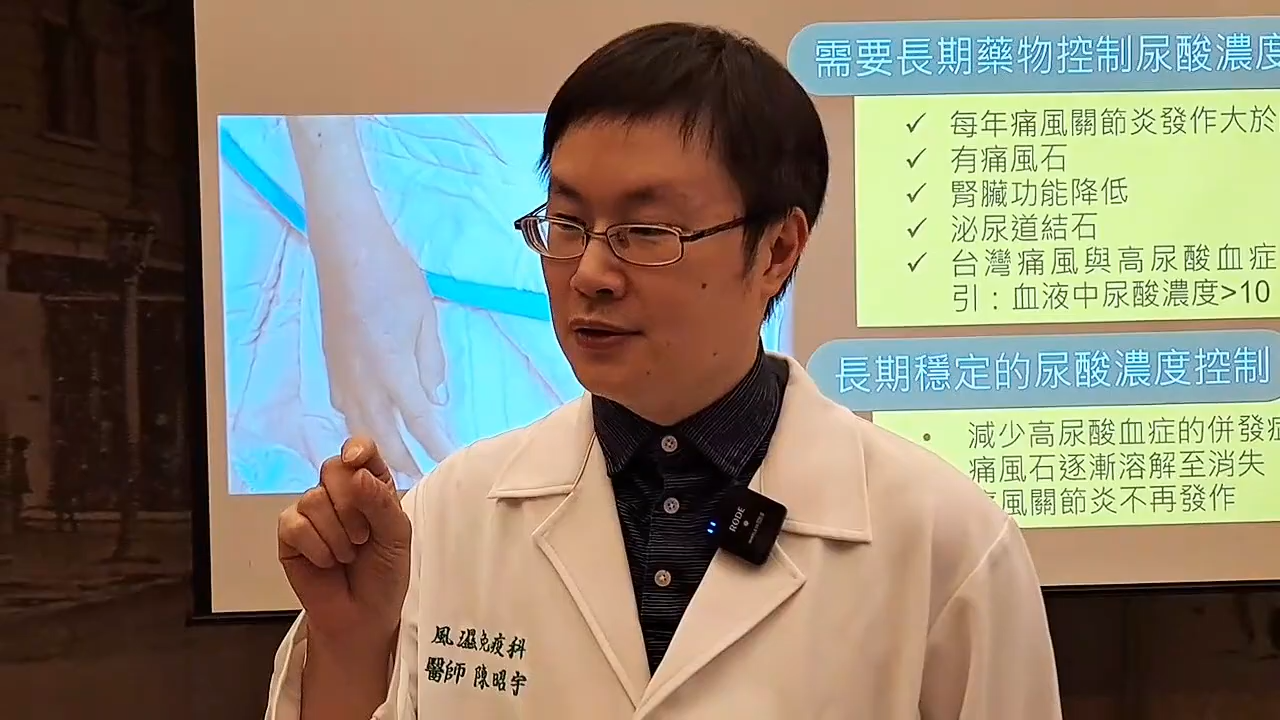 需要長期藥物控制尿酸濃度
✓ 每年痛風關節炎發作大於
✓ 有痛風石
✓ 腎臟功能降低
✓ 泌尿道結石
✓ 台灣痛風與高尿酸血症
引：血液中尿酸濃度>10
長期穩定的尿酸濃度控制
• 減少高尿酸血症的併發症
痛風石逐漸溶解至消失
風關節炎不再發作
RODE
風濕免疫科
醫師 陳昭宇